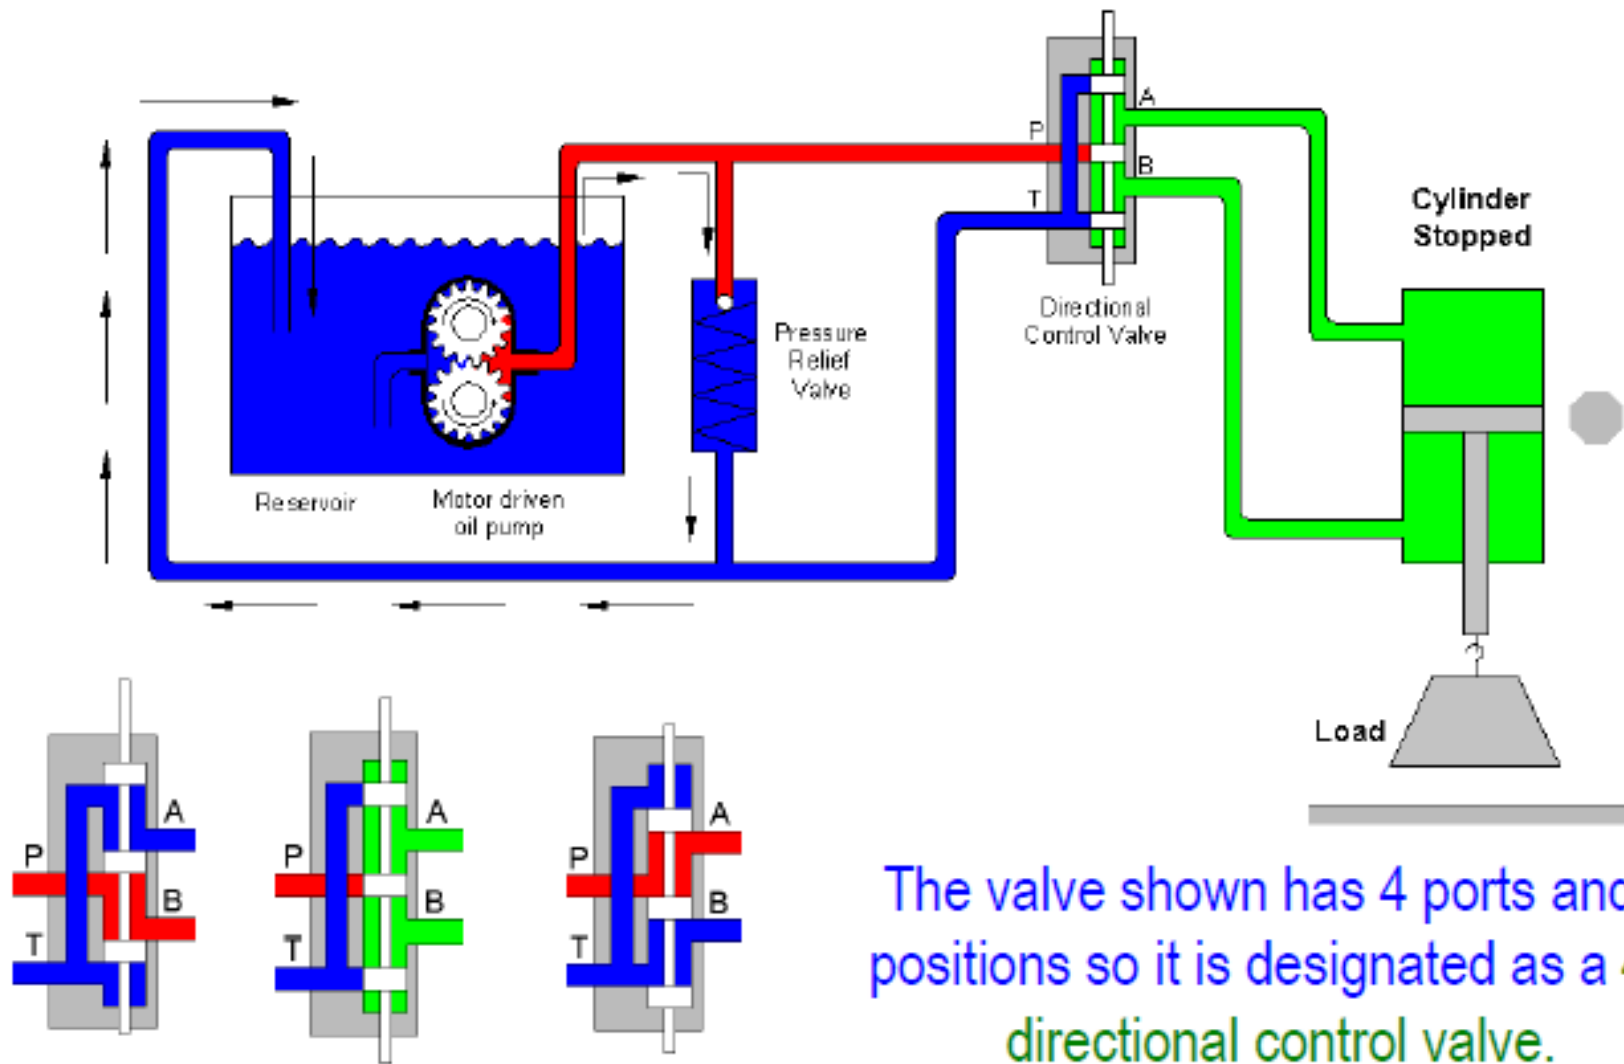 A
P
B
T
Cylinder
Stopped
Directional
Control Valve
Pressure
Relief
Valve
Reservoir
Motor driven
oil pump
Load
A
P
B
T
A
P
B
T
A
P
B
T
The valve shown has 4 ports and
positions so it is designated as a
directional control valve.